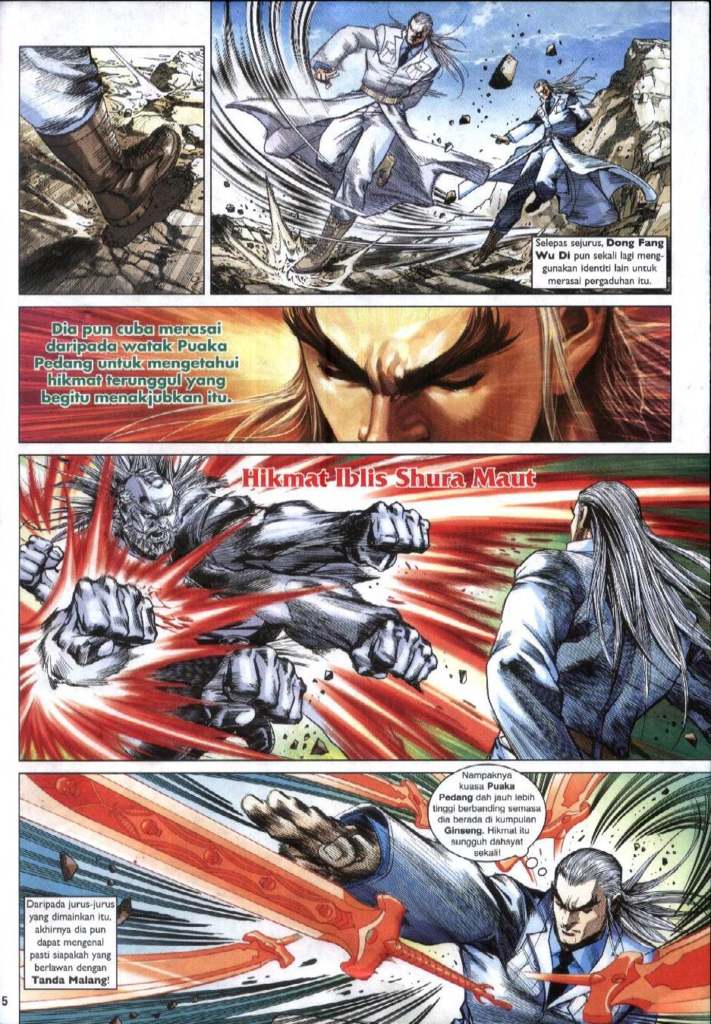 Selepas sejurus, Dong Fang
Wu Di pun sekali lagi meng-
gunakan identiti lain untuk
merasai pergaduhan itu.
Dia pun cuba merasai
daripada watak Puaka
Pedang untuk mengetahui
hikmat terunggul yang
begitu menakjubkan itu.
Hikmat Iblis Shura Maut
Nampaknya
kuasa Puaka
Pedang dah jauh lebih
tinggi berbanding semasa
dia berada di kumpulan
Ginseng. Hikmat itu
sungguh dahsyat
sekali!
Daripada jurus-jurus
yang dimainkan itu,
akhirnya dia pun
dapat mengenal
pasti siapakah yang
berlawan dengan
Tanda Malang!
5